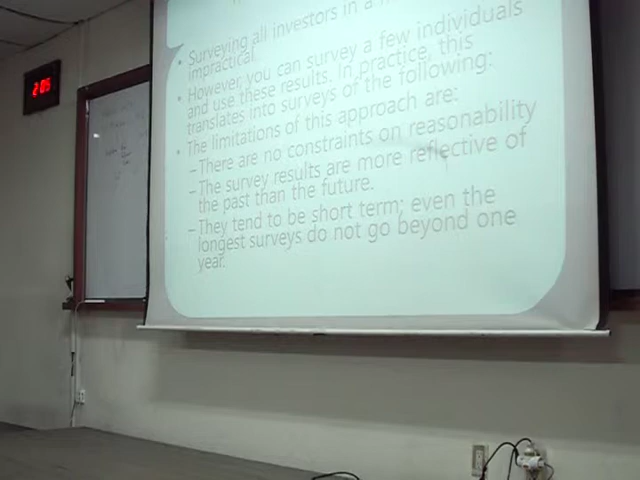 2:05
• Surveying all investors in a
impractical.
• However, you can survey a few individuals
and use these results. In practice, this
translates into surveys of the following:
• The limitations of this approach are:
– There are no constraints on reasonability
– The survey results are more reflective of
the past than the future.
– They tend to be short term; even the
longest surveys do not go beyond one
year.